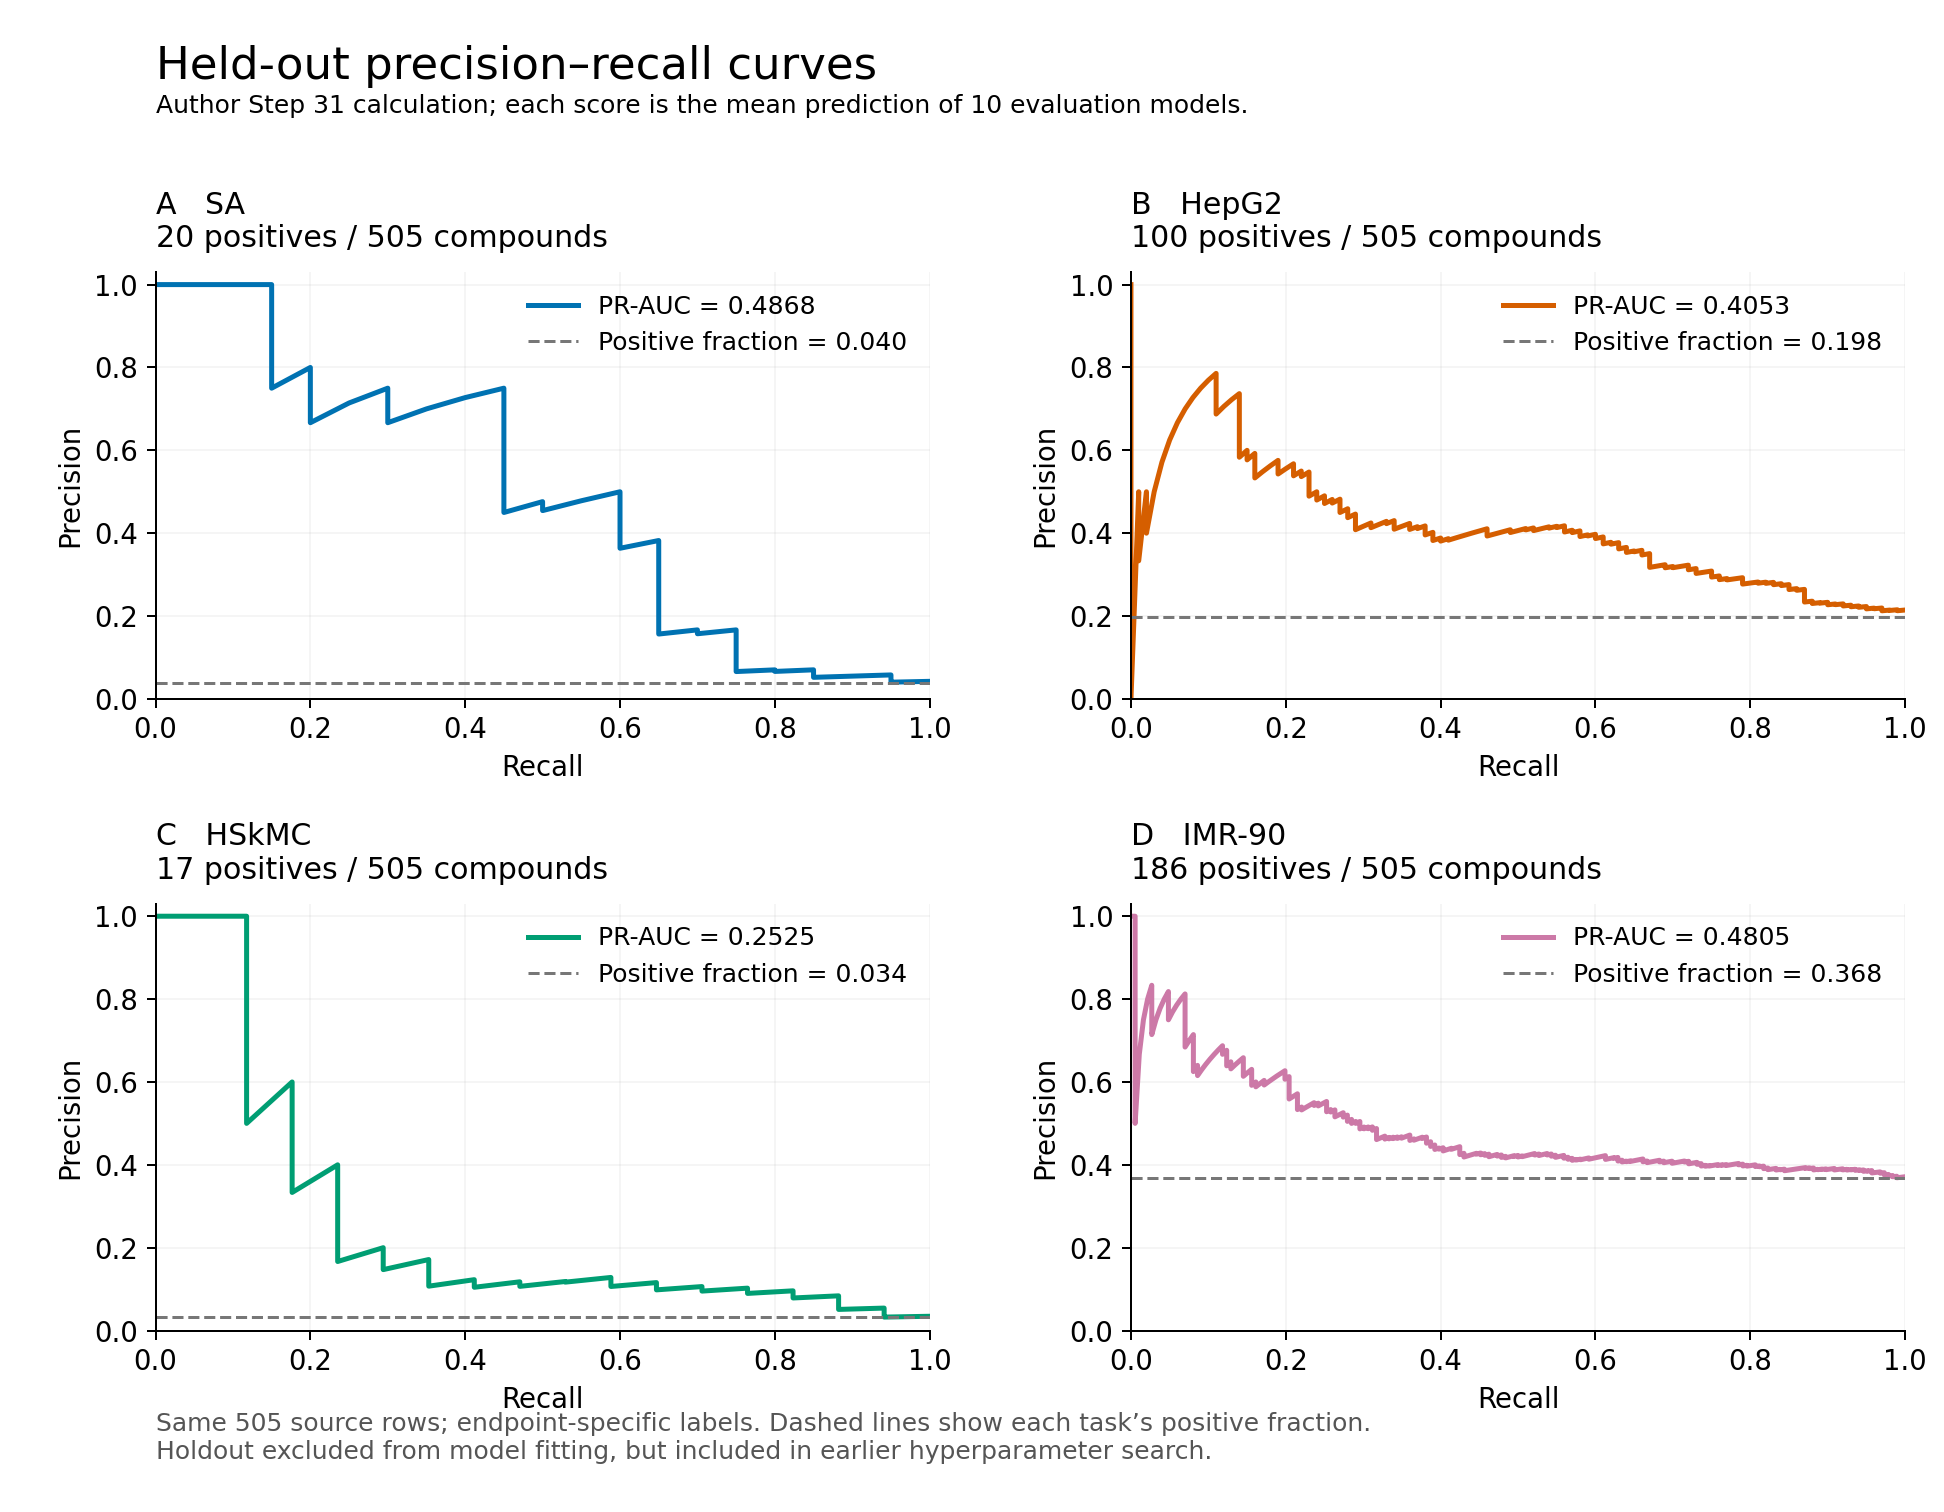 Held-out precision–recall curves
Author Step 31 calculation; each score is the mean prediction of 10 evaluation models.
A SA
20 positives / 505 compounds
PR-AUC = 0.4868
Positive fraction = 0.040
1.0
0.8
0.6
0.4
0.2
0.0
Precision
0.0 0.2 0.4 0.6 0.8 1.0
Recall
B HepG2
100 positives / 505 compounds
PR-AUC = 0.4053
Positive fraction = 0.198
1.0
0.8
0.6
0.4
0.2
0.0
Precision
0.0 0.2 0.4 0.6 0.8 1.0
Recall
C HSkMC
17 positives / 505 compounds
PR-AUC = 0.2525
Positive fraction = 0.034
1.0
0.8
0.6
0.4
0.2
0.0
Precision
0.0 0.2 0.4 0.6 0.8 1.0
Recall
D IMR-90
186 positives / 505 compounds
PR-AUC = 0.4805
Positive fraction = 0.368
1.0
0.8
0.6
0.4
0.2
0.0
Precision
0.0 0.2 0.4 0.6 0.8 1.0
Recall
Same 505 source rows; endpoint-specific labels. Dashed lines show each task’s positive fraction.
Holdout excluded from model fitting, but included in earlier hyperparameter search.